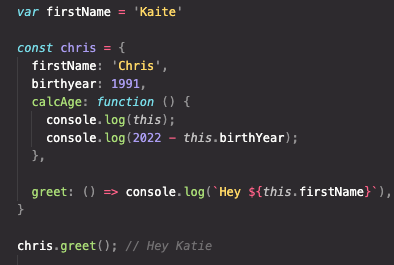 var firstName = 'Kaite'
const chris = {
firstName: 'Chris',
birthyear: 1991,
calcAge: function () {
console.log(this);
console.log(2022 - this.birthYear);
},
greet: () => console.log(`Hey ${this.firstName}`),
}
chris.greet(); // Hey Katie